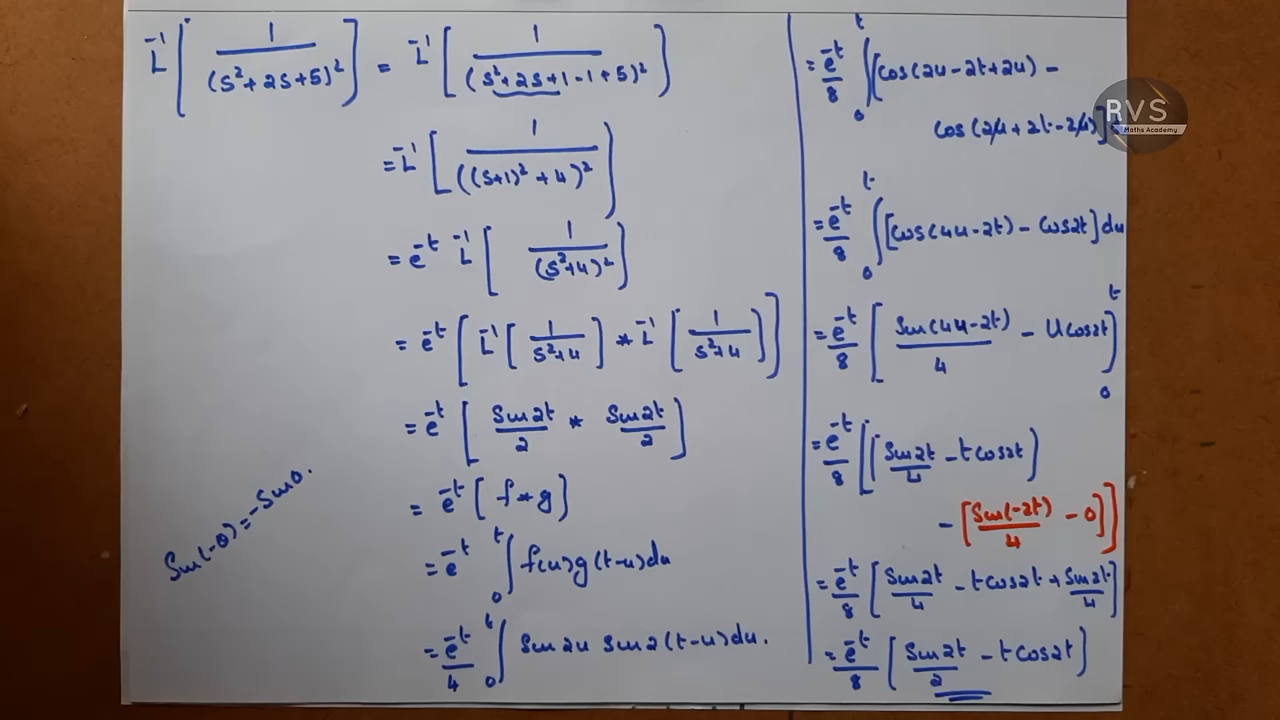 L⁻¹[ 1/(s²+2s+5)² ] = L⁻¹[ 1/(s²+2s+1-1+5)² ]
= L⁻¹[ 1/((s+1)²+4)² ]
= e⁻ᵗ L⁻¹[ 1/(s²+4)² ]
= e⁻ᵗ [ L⁻¹[ 1/(s²+4) ] * L⁻¹[ 1/(s²+4) ] ]
= e⁻ᵗ [ Sin2t/2 * Sin2t/2 ]
= e⁻ᵗ [ f*g ]
Sin(-θ) = -Sinθ.
= e⁻ᵗ ∫₀ᵗ f(u)g(t-u)du
= e⁻ᵗ/4 ∫₀ᵗ Sin2u Sin2(t-u)du.
= e⁻ᵗ/8 ∫₀ᵗ [cos(2u-2t+2u) -
cos(2u+2t-2u)]
RVS
Maths Academy
= e⁻ᵗ/8 ∫₀ᵗ [cos(4u-2t) - cos2t]du
= e⁻ᵗ/8 [ Sin(4u-2t)/4 - ucos2t ]₀ᵗ
= e⁻ᵗ/8 [ (Sin2t/4 - tcos2t)
- [ Sin(-2t)/4 - 0 ] ]
= e⁻ᵗ/8 [ Sin2t/4 - tcos2t + Sin2t/4 ]
= e⁻ᵗ/8 [ Sin2t/2 - tcos2t ]